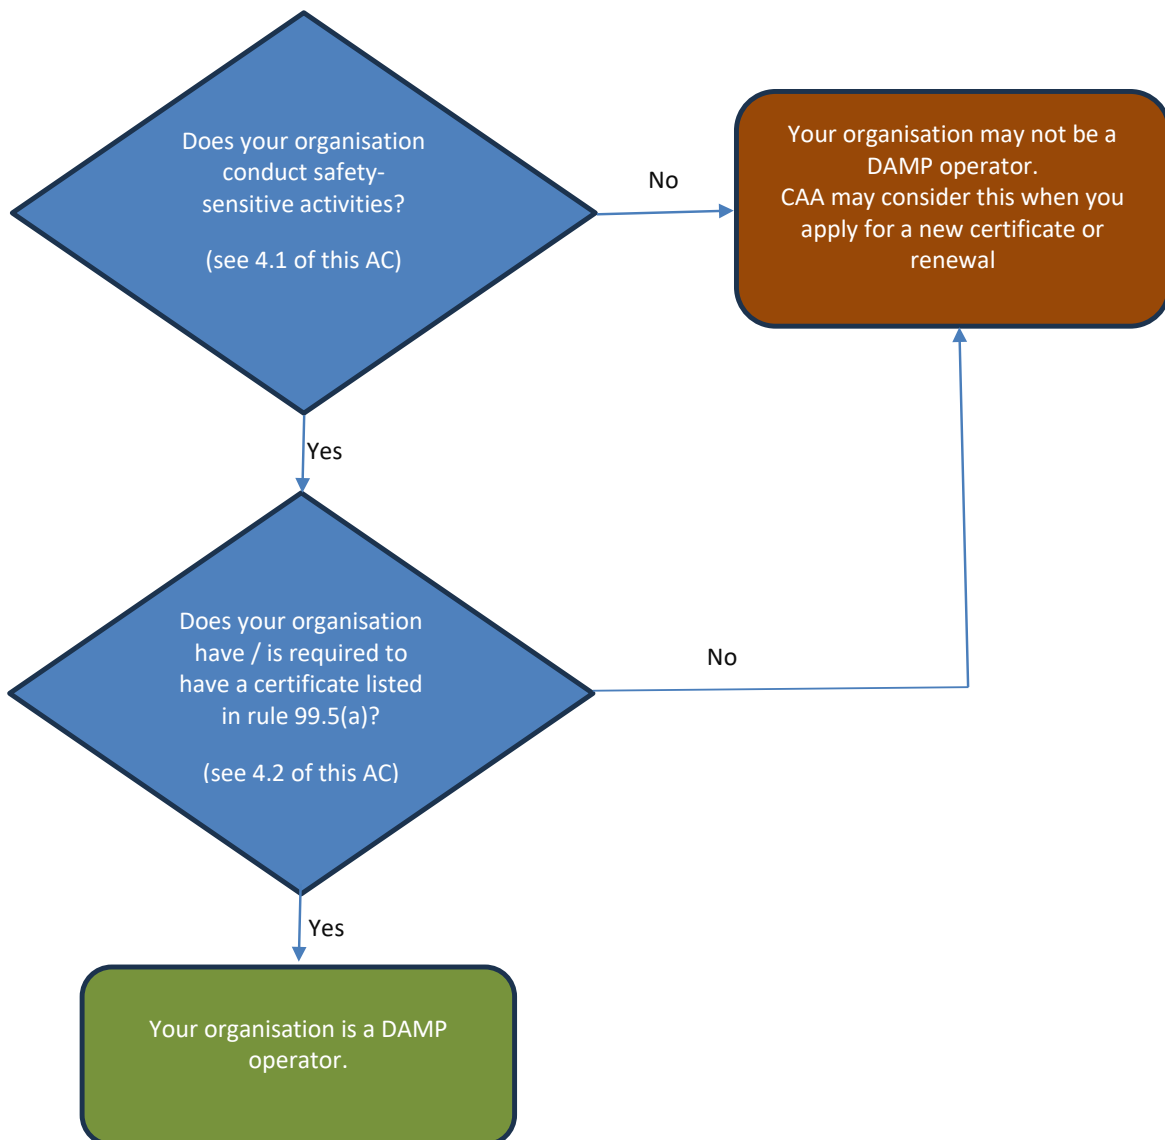 Does your organisation
conduct safety-
sensitive activities?
(see 4.1 of this AC)
No
Your organisation may not be a
DAMP operator.
CAA may consider this when you
apply for a new certificate or
renewal
Yes
Does your organisation
have / is required to
have a certificate listed
in rule 99.5(a)?
(see 4.2 of this AC)
No
Yes
Your organisation is a DAMP
operator.